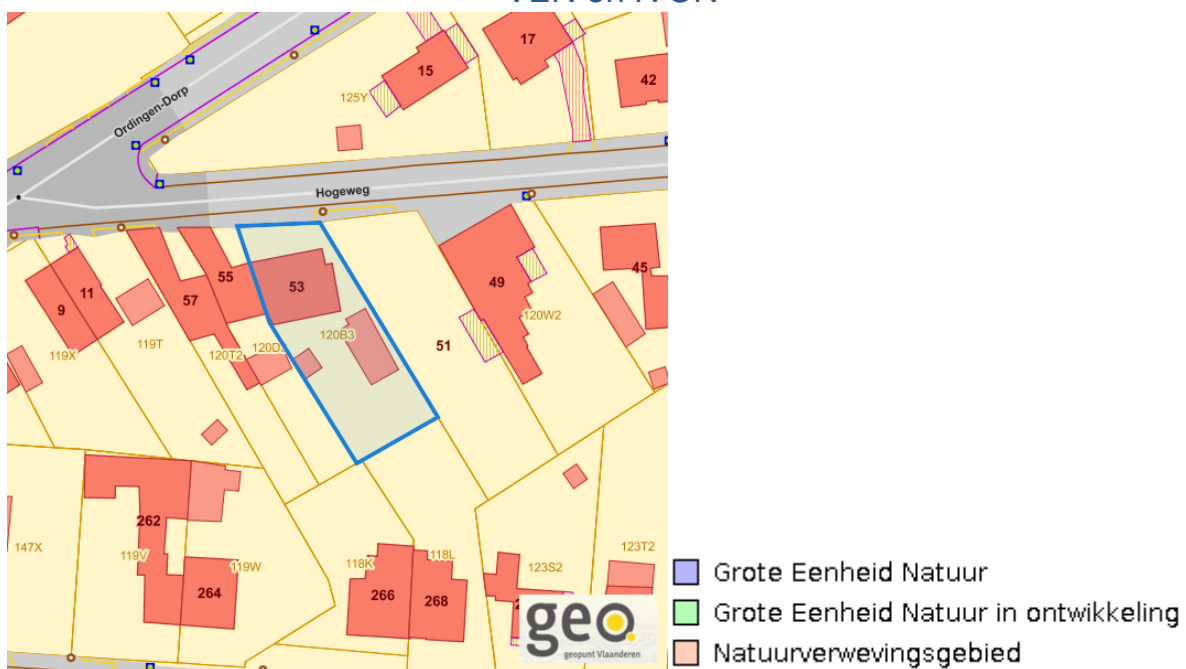 17
15
42
125Y
Ordingen-Dorp
Hogeweg
55
53
57
49
45
9
11
120W2
120B3
51
119X
119T
120T2
262
147X
119V
119W
118K
118L
123S2
123T2
264
266
268
geo
geopunt Vlaanderen
Grote Eenheid Natuur
Grote Eenheid Natuur in ontwikkeling
Natuurverwevingsgebied